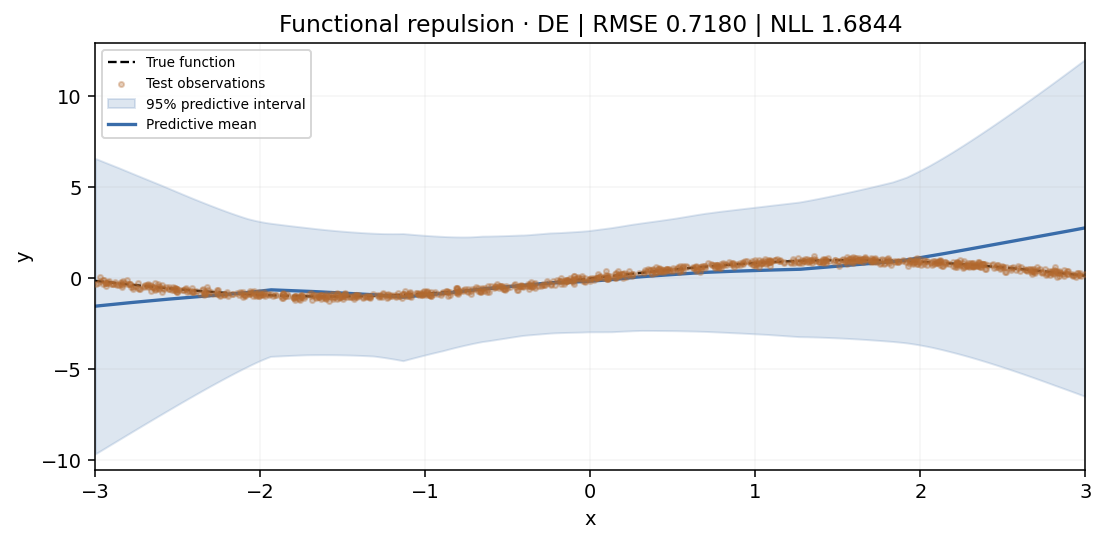 Functional repulsion · DE | RMSE 0.7180 | NLL 1.6844
True function
Test observations
95% predictive interval
Predictive mean
10
5
0
−5
−10
y
−3
−2
−1
0
1
2
3
x